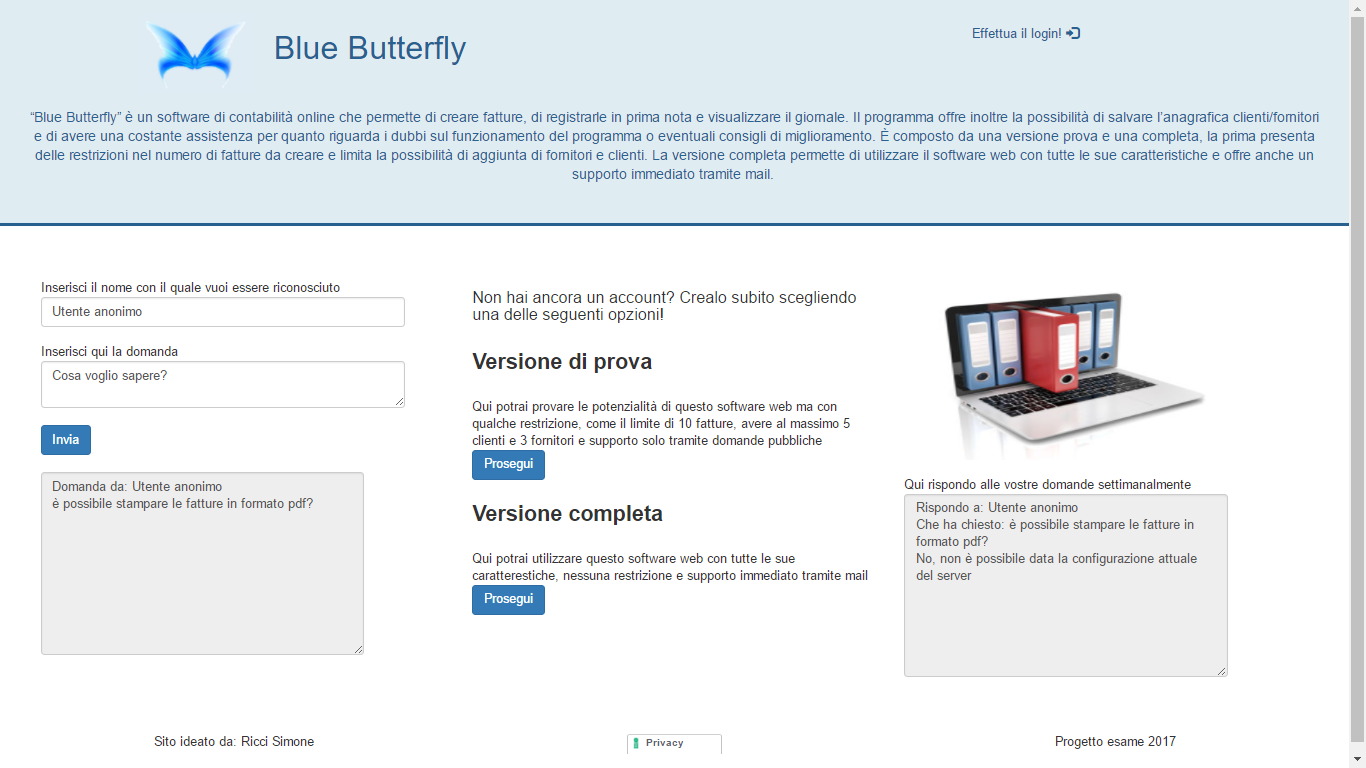 Blue Butterfly
Effettua il login!
“Blue Butterfly” è un software di contabilità online che permette di creare fatture, di registrarle in prima nota e visualizzare il giornale. Il programma offre inoltre la possibilità di salvare l’anagrafica clienti/fornitori
e di avere una costante assistenza per quanto riguarda i dubbi sul funzionamento del programma o eventuali consigli di miglioramento. È composto da una versione prova e una completa, la prima presenta
delle restrizioni nel numero di fatture da creare e limita la possibilità di aggiunta di fornitori e clienti. La versione completa permette di utilizzare il software web con tutte le sue caratteristiche e offre anche un
supporto immediato tramite mail.
Inserisci il nome con il quale vuoi essere riconosciuto
Utente anonimo
Inserisci qui la domanda
Cosa voglio sapere?
Invia
Domanda da: Utente anonimo
è possibile stampare le fatture in formato pdf?
Non hai ancora un account? Crealo subito scegliendo
una delle seguenti opzioni!
Versione di prova
Qui potrai provare le potenzialità di questo software web ma con
qualche restrizione, come il limite di 10 fatture, avere al massimo 5
clienti e 3 fornitori e supporto solo tramite domande pubbliche
Prosegui
Versione completa
Qui potrai utilizzare questo software web con tutte le sue
caratterestiche, nessuna restrizione e supporto immediato tramite mail
Prosegui
Qui rispondo alle vostre domande settimanalmente
Rispondo a: Utente anonimo
Che ha chiesto: è possibile stampare le fatture in
formato pdf?
No, non è possibile data la configurazione attuale
del server
Sito ideato da: Ricci Simone
Privacy
Progetto esame 2017